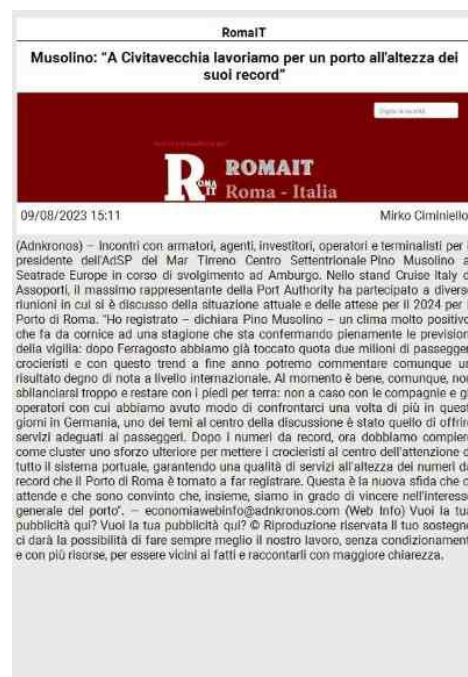 RomaIT
Musolino: “A Civitavecchia lavoriamo per un porto all'altezza dei
suoi record”
ROMA
IT
ROMAIT
Roma - Italia
09/08/2023 15:11
Mirko Ciminiello
(Adnkronos) – Incontri con armatori, agenti, investitori, operatori e terminalisti per i
presidente dell'AdSP del Mar Tirreno Centro Settentrionale Pino Musolino a
Seatrade Europe in corso di svolgimento ad Amburgo. Nello stand Cruise Italy d
Assoporti, il massimo rappresentante della Port Authority ha partecipato a divers
riunioni in cui si è discusso della situazione attuale e delle attese per il 2024 per i
Porto di Roma. "Ho registrato – dichiara Pino Musolino – un clima molto positivo
che fa da cornice ad una stagione che sta confermando pienamente le prevision
della vigilia: dopo Ferragosto abbiamo già toccato quota due milioni di passegger
crocieristi e con questo trend a fine anno potremo commentare comunque un
risultato degno di nota a livello internazionale. Al momento è bene, comunque, non
sbilanciarsi troppo e restare con i piedi per terra: non a caso con le compagnie e gl
operatori con cui abbiamo avuto modo di confrontarci una volta di più in quest
giorni in Germania, uno dei temi al centro della discussione è stato quello di offrire
servizi adeguati ai passeggeri. Dopo i numeri da record, ora dobbiamo compiere
come cluster uno sforzo ulteriore per mettere i crocieristi al centro dell'attenzione d
tutto il sistema portuale, garantendo una qualità di servizi all'altezza dei numeri da
record che il Porto di Roma è tornato a far registrare. Questa è la nuova sfida che c
attende e che sono convinto che, insieme, siamo in grado di vincere nell'interesse
generale del porto". – economiawebinfo@adnkronos.com (Web Info) Vuoi la tua
pubblicità qui? Vuoi la tua pubblicità qui? © Riproduzione riservata Il tuo sostegno
ci darà la possibilità di fare sempre meglio il nostro lavoro, senza condizionament
e con più risorse, per essere vicini ai fatti e raccontarli con maggiore chiarezza.